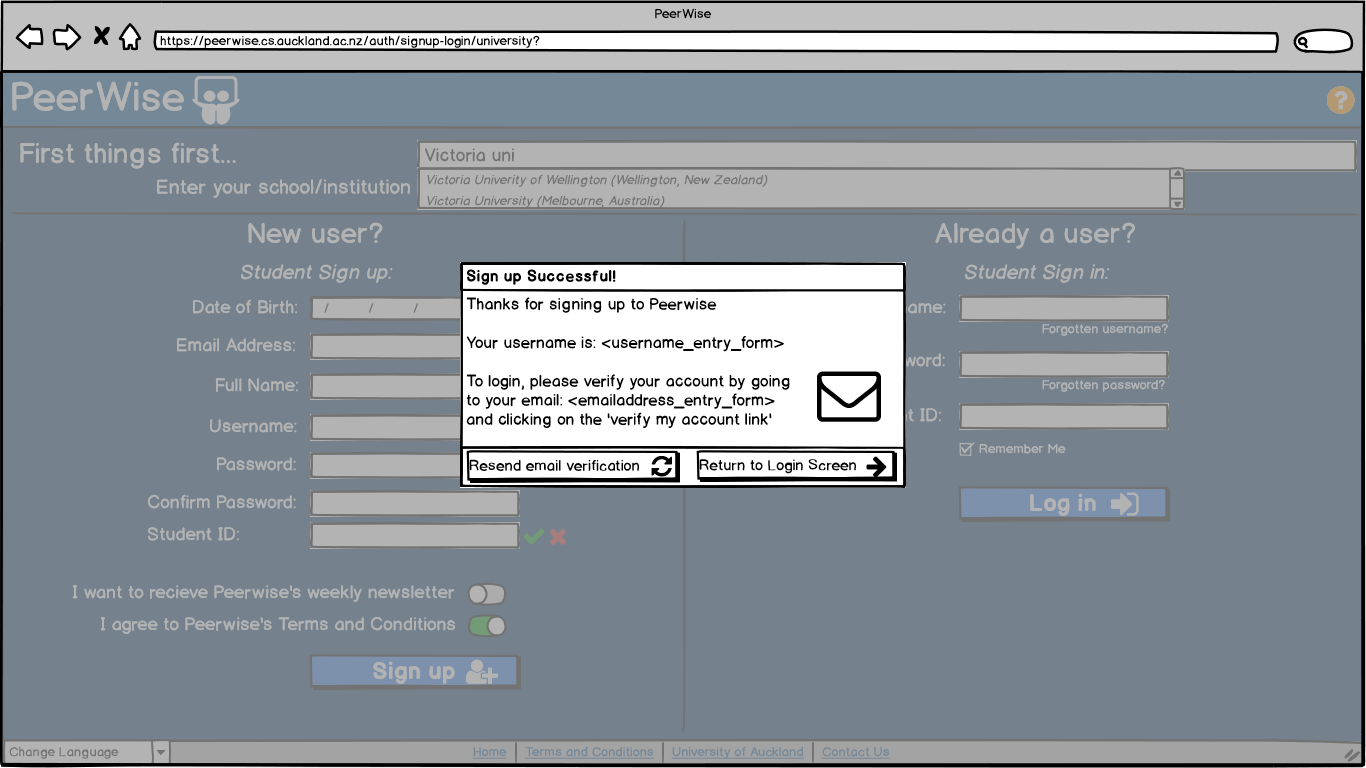 PeerWise
https://peerwise.cs.auckland.ac.nz/auth/signup-login/university?
PeerWise
?
First things first...
Victoria uni
Enter your school/institution
Victoria Univerity of Wellington (Wellington, New Zealand)
Victoria University (Melbourne, Australia)
New user?
Student Sign up:
Date of Birth: / / /
Email Address:
Full Name:
Username:
Password:
Confirm Password:
Student ID:
I want to recieve Peerwise's weekly newsletter
I agree to Peerwise's Terms and Conditions
Sign up
Sign up Successful!
Thanks for signing up to Peerwise
Your username is: <username_entry_form>
To login, please verify your account by going
to your email: <emailaddress_entry_form>
and clicking on the 'verify my account link'
Resend email verification
Return to Login Screen
Already a user?
Student Sign in:
ame:
Forgotten username?
word:
Forgotten password?
t ID:
Remember Me
Log in
Change Language
Home
Terms and Conditions
University of Auckland
Contact Us